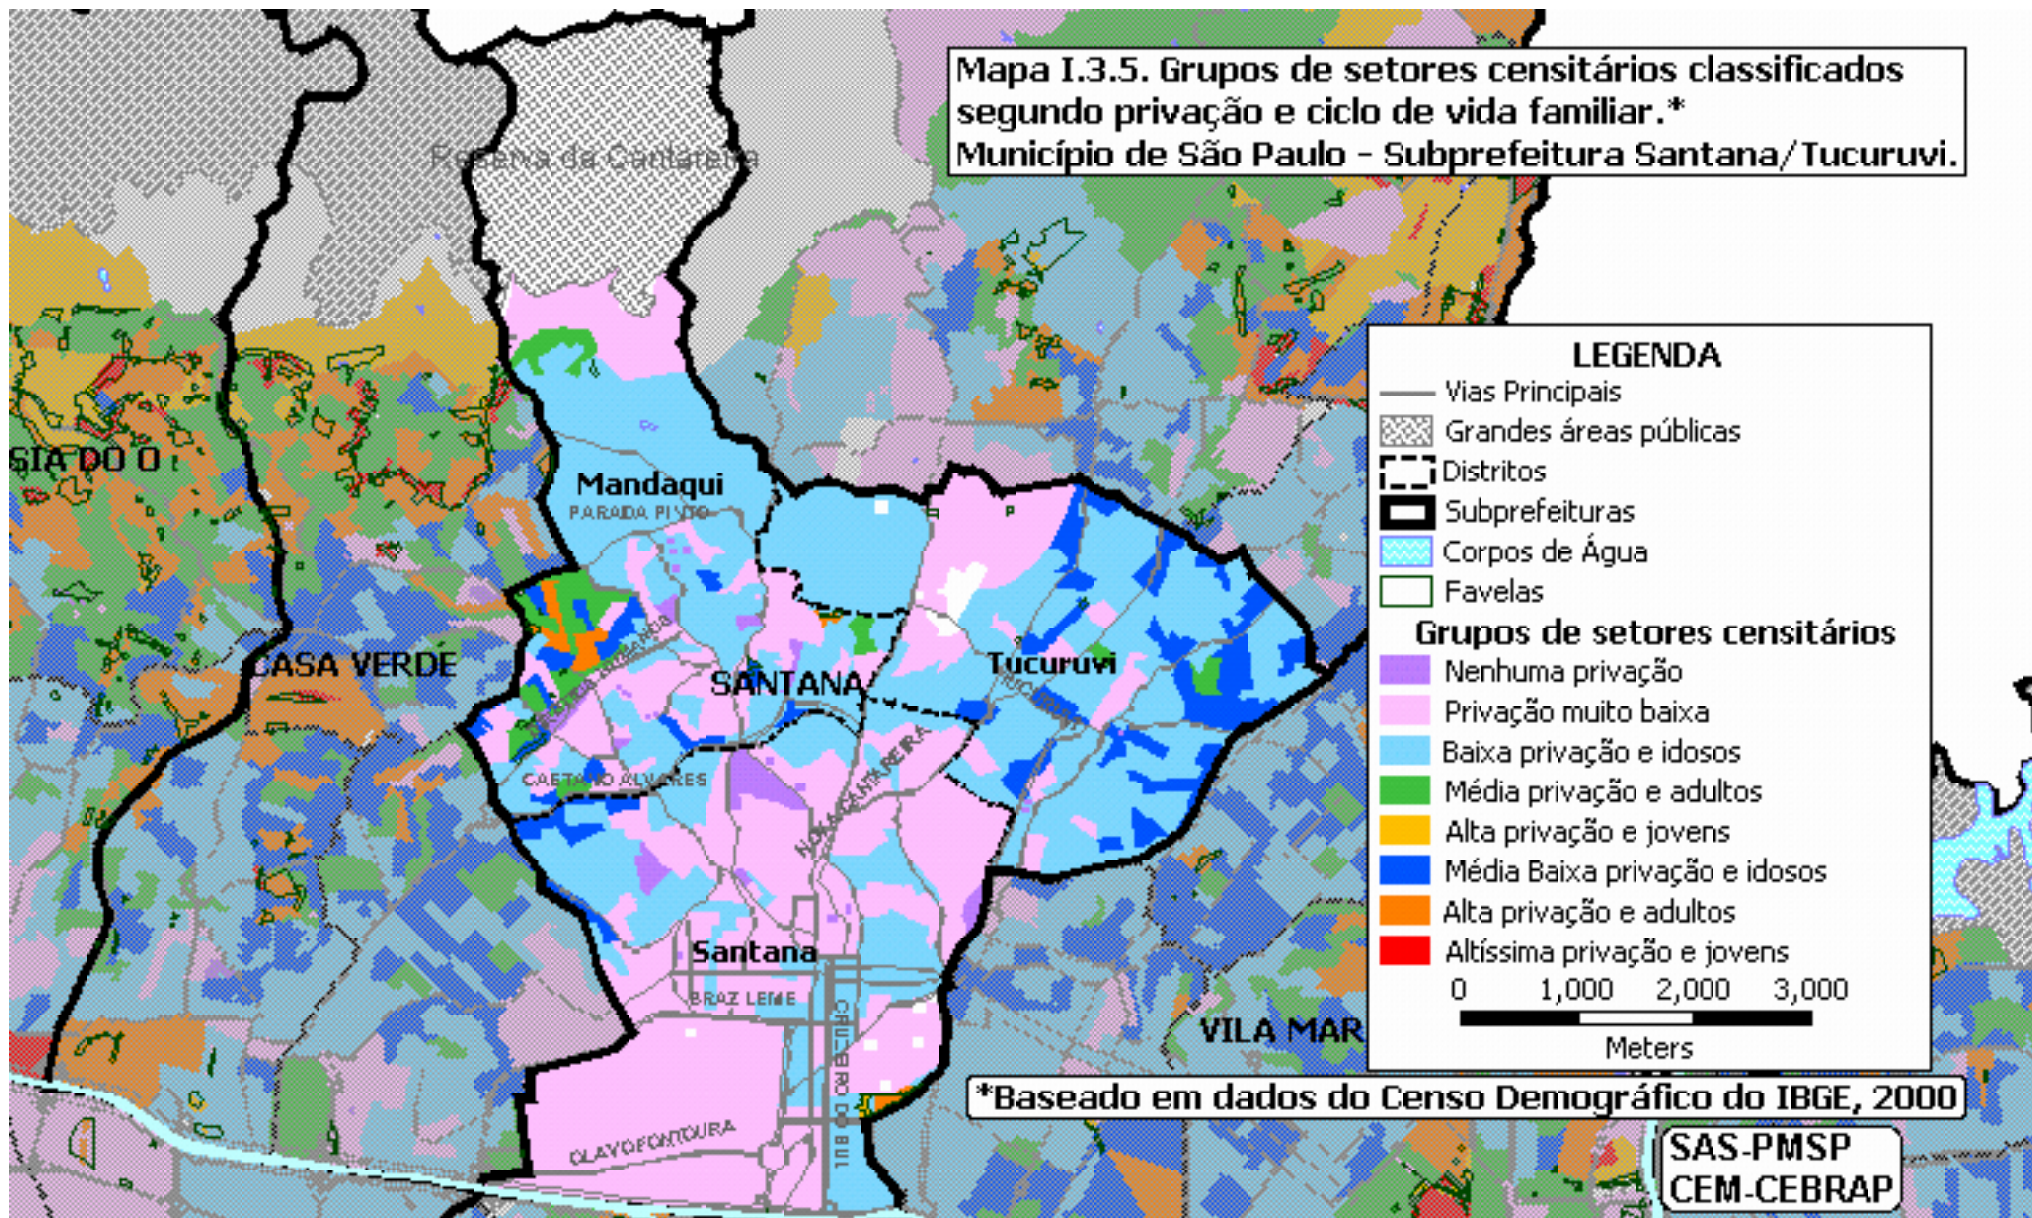 Mapa I.3.5. Grupos de setores censitários classificados
segundo privação e ciclo de vida familiar.*
Município de São Paulo - Subprefeitura Santana/Tucuruvi.
Reserva da Cantareira
LEGENDA
Vias Principais
Grandes áreas públicas
Distritos
Subprefeituras
Corpos de Água
Favelas
Grupos de setores censitários
Nenhuma privação
Privação muito baixa
Baixa privação e idosos
Média privação e adultos
Alta privação e jovens
Média Baixa privação e idosos
Alta privação e adultos
Altíssima privação e jovens
0 1,000 2,000 3,000
Meters
SIA DO O
Mandaqui
PARADA PINTO
CASA VERDE
SANTANA
Tucuruvi
TUCURUVI
CAETANO ALVARES
NOVA CANTAREIRA
Santana
BRAZ LEME
CRUZEIRO DO SUL
VILA MAR
OLAVO FONTOURA
*Baseado em dados do Censo Demográfico do IBGE, 2000
SAS-PMSP
CEM-CEBRAP